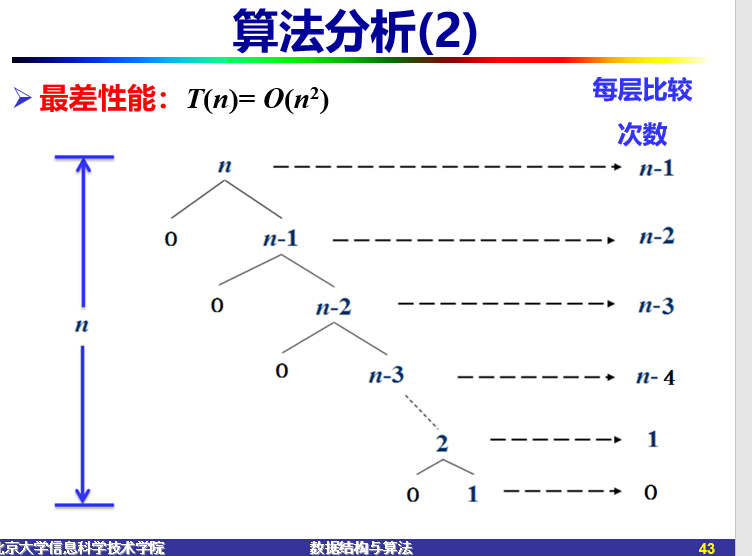 算法分析(2)
最差性能：T(n)= O(n²)
每层比较
次数
n
n-1
0
n-1
n-2
0
n-2
n-3
n
0
n-3
n- 4
2
1
0
1
0
北京大学信息科学技术学院
数据结构与算法
43